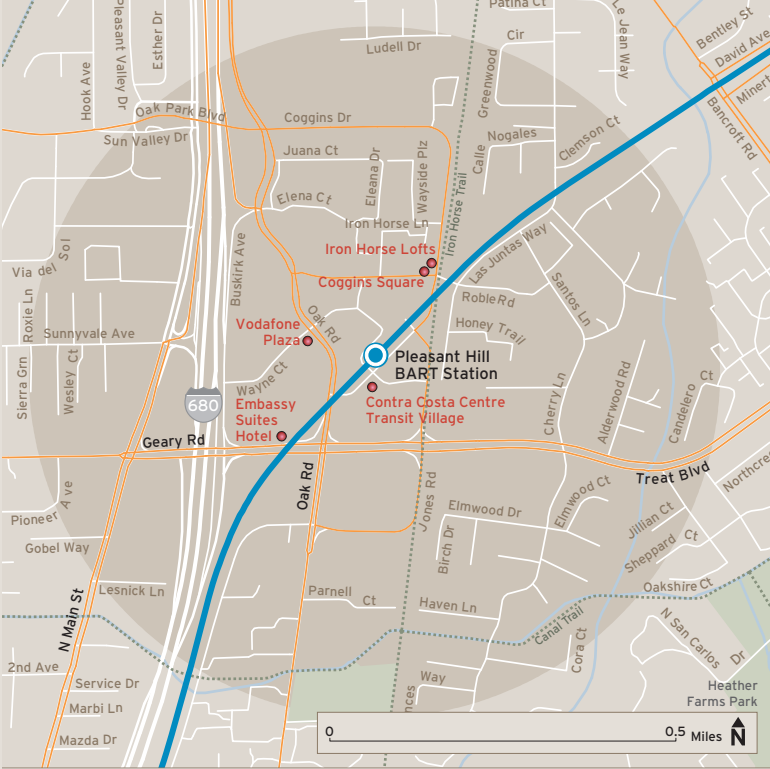 Patina Ct
Le Jean Way
Bentley St
David Ave
Minert
Bancroft Rd
Hook Ave
Pleasant Valley Dr
Esther Dr
Ludell Dr
Cir
Greenwood
Oak Park Blvd
Sun Valley Dr
Coggins Dr
Juana Ct
Eleana Dr
Wayside Plz
Calle
Nogales
Clemson Ct
Elena Ct
Iron Horse Ln
Iron Horse Trail
Iron Horse Lofts
Coggins Square
Las Juntas Way
Via del Sol
Buskirk Ave
Roxie Ln
Sunnyvale Ave
Sierra Grn
Wesley Ct
Oak Rd
Roble Rd
Honey Trail
Santos Ln
Vodafone
Plaza
Pleasant Hill
BART Station
Wayne Ct
680
Embassy
Suites
Hotel
Contra Costa Centre
Transit Village
Cherry Ln
Alderwood Rd
Candelero Ct
Geary Rd
Treat Blvd
Northcre
Oak Rd
Jones Rd
Pioneer Ave
Gobel Way
Elmwood Dr
Birch Dr
Elmwood Ct
Jillican Ct
Sheppard Ct
Oakshire Ct
Lesnick Ln
N Main St
Parnell Ct
Haven Ln
Canal Trail
Cora Ct
N San Carlos Dr
2nd Ave
Service Dr
Marbi Ln
Mazda Dr
Way
nces
Heather
Farms Park
0
0.5 Miles
N